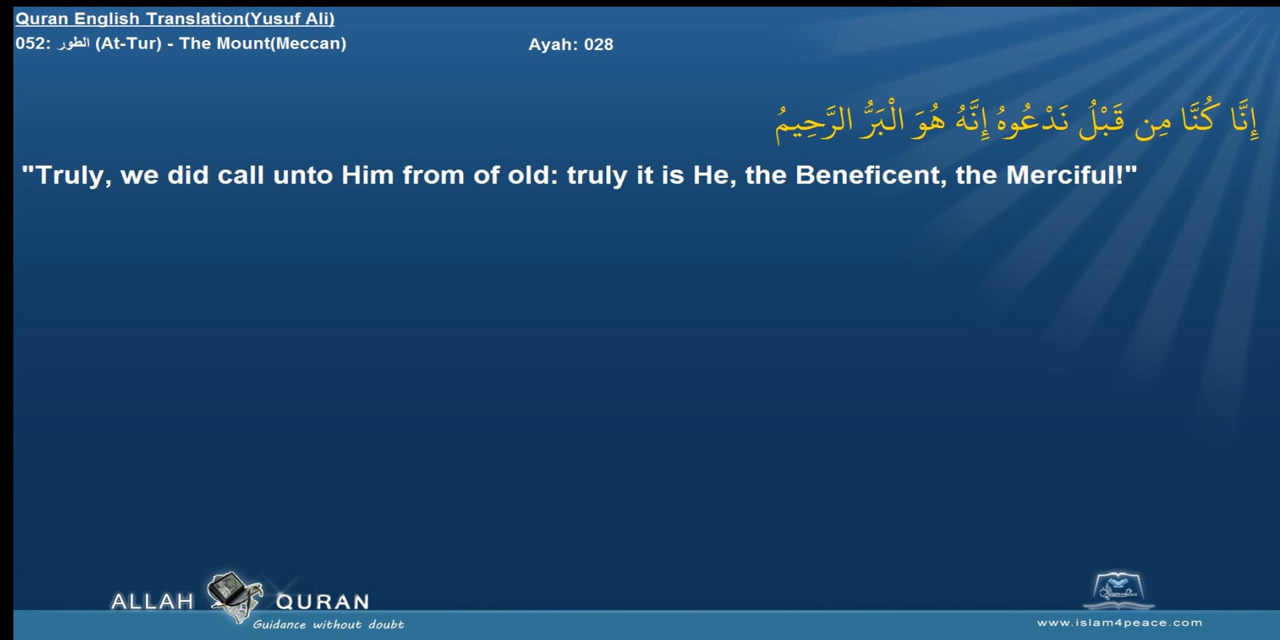 Quran English Translation(Yusuf Ali)
052: الطور (At-Tur) - The Mount(Meccan) Ayah: 028
إِنَّا كُنَّا مِن قَبْلُ نَدْعُوهُ إِنَّهُ هُوَ الْبَرُّ الرَّحِيمُ
"Truly, we did call unto Him from of old: truly it is He, the Beneficent, the Merciful!"
ALLAH QURAN
Guidance without doubt
www.islam4peace.com